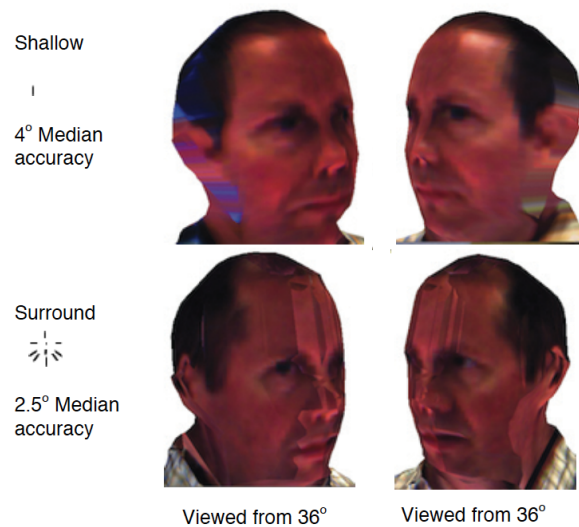 Shallow
4° Median
accuracy
Surround
2.5° Median
accuracy
Viewed from 36° Viewed from 36°